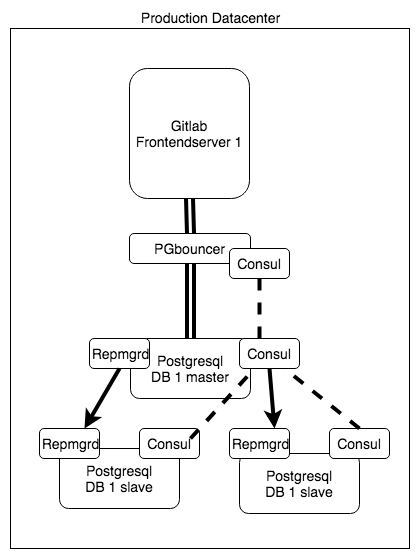 Production Datacenter
Gitlab
Frontendserver 1
PGbouncer
Consul
Repmgrd
Postgresql
DB 1 master
Consul
Repmgrd
Consul
Postgresql
DB 1 slave
Repmgrd
Consul
Postgresql
DB 1 slave